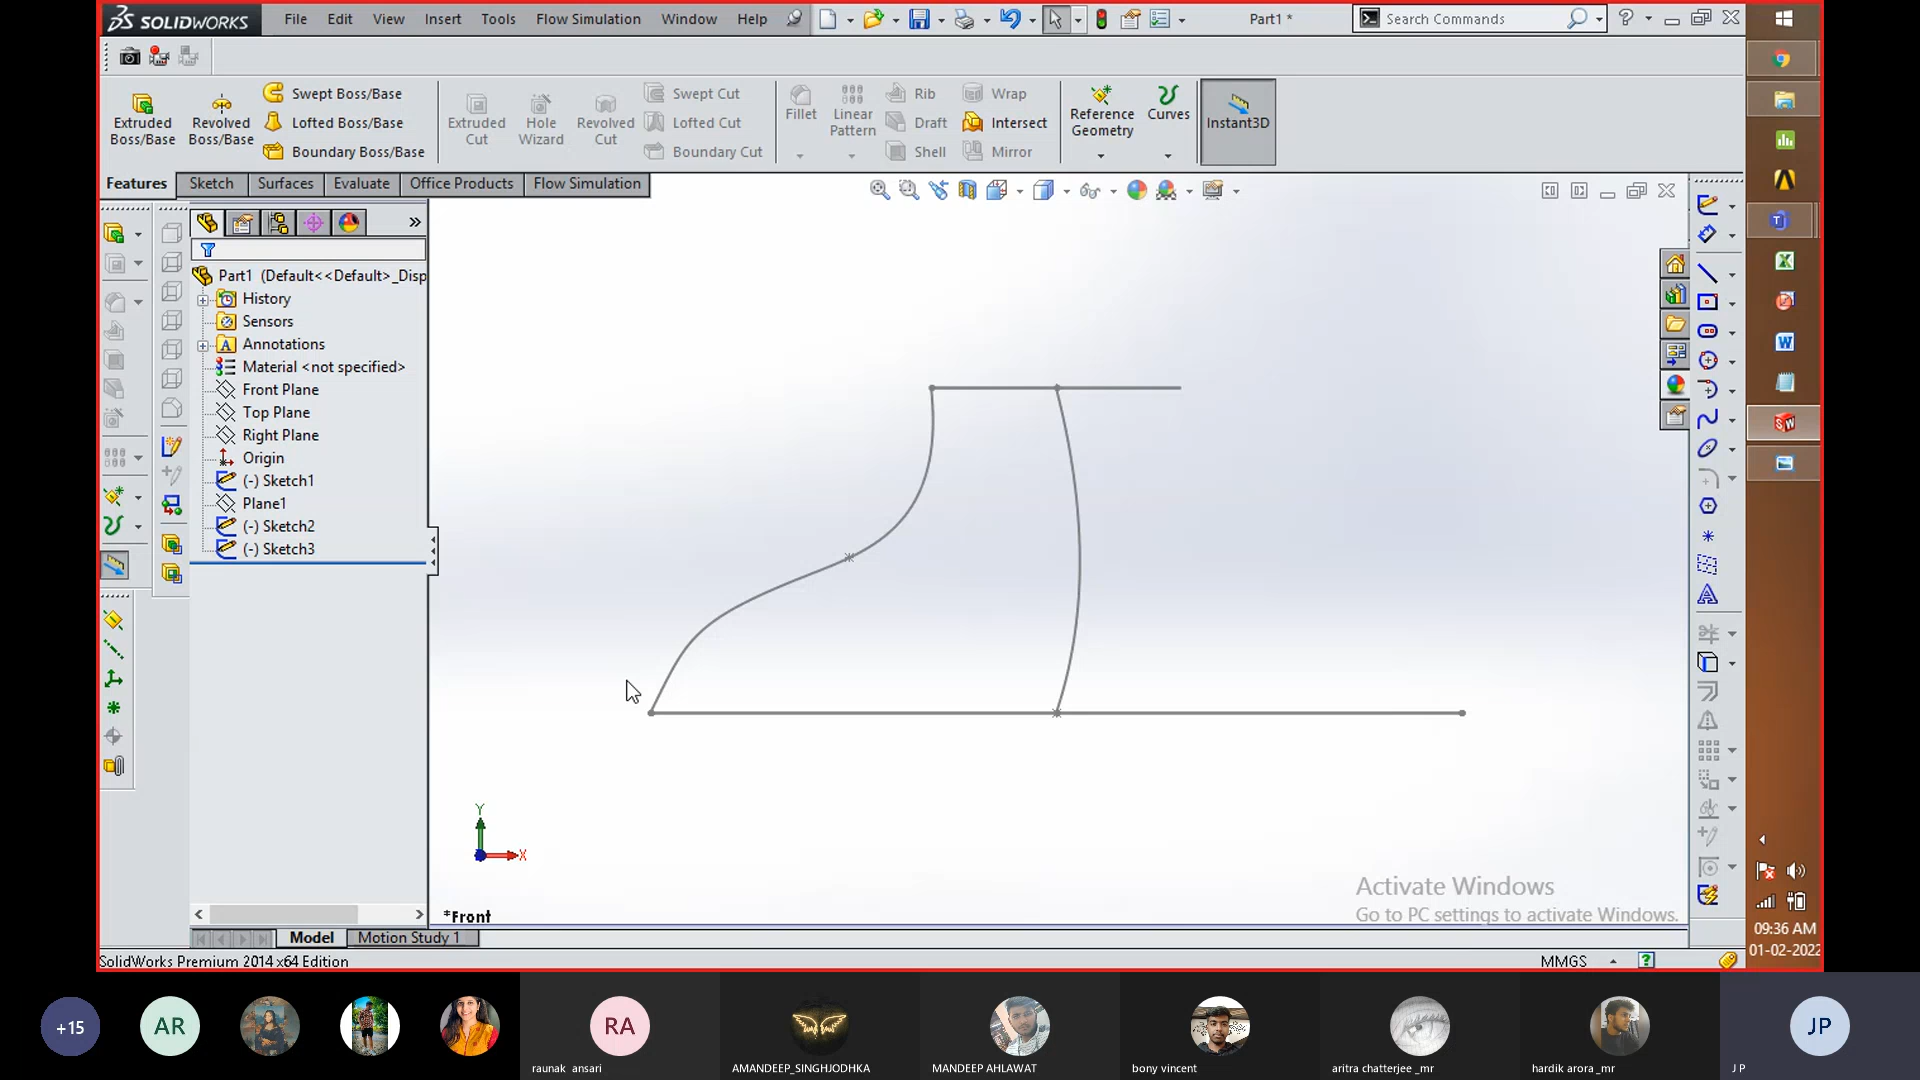 SOLIDWORKS File Edit View Insert Tools Flow Simulation Window Help Part1 * Search Commands
Extruded Boss/Base
Revolved Boss/Base
Swept Boss/Base
Lofted Boss/Base
Boundary Boss/Base
Extruded Cut
Hole Wizard
Revolved Cut
Swept Cut
Lofted Cut
Boundary Cut
Fillet
Linear Pattern
Rib
Draft
Shell
Wrap
Intersect
Mirror
Reference Geometry
Curves
Instant3D
Features Sketch Surfaces Evaluate Office Products Flow Simulation
Part1 (Default<<Default>_Disp
History
Sensors
Annotations
Material <not specified>
Front Plane
Top Plane
Right Plane
Origin
(-) Sketch1
Plane1
(-) Sketch2
(-) Sketch3
Y
X
*Front
Activate Windows
Go to PC settings to activate Windows.
Model Motion Study 1
SolidWorks Premium 2014 x64 Edition
MMGS
09:36 AM
01-02-2022
+15
AR
RA
raunak ansari
AMANDEEP_SINGHJODHKA
MANDEEP AHLAWAT
bony vincent
aritra chatterjee _mr
hardik arora _mr
JP
J P